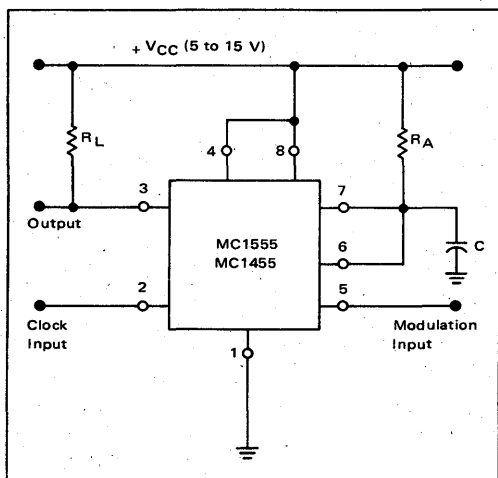 + VCC (5 to 15 V)
RL
RA
4
8
3
7
Output
MC1555
MC1455
6
C
2
5
Clock
Input
Modulation
Input
1